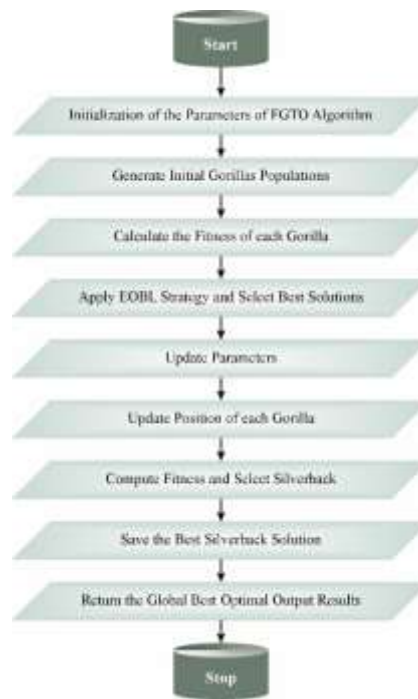 Start
Initialization of the Parameters of FGTO Algorithm
Generate Initial Gorillas Populations
Calculate the Fitness of each Gorilla
Apply EOBL Strategy and Select Best Solutions
Update Parameters
Update Position of each Gorilla
Compute Fitness and Select Silverback
Save the Best Silverback Solution
Return the Global Best Optimal Output Results
Stop